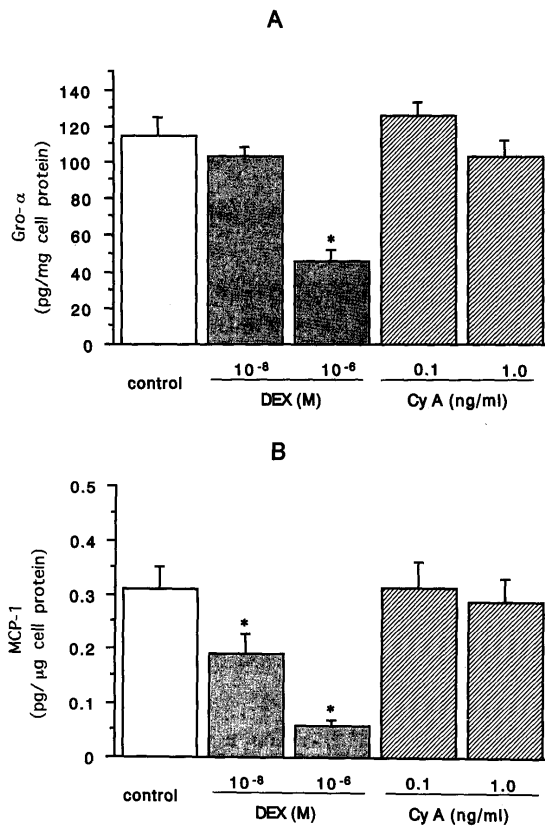 A
Gro-α
(pg/mg cell protein)
140
120
100
80
60
40
20
0
*
control
10⁻⁸ 10⁻⁶ 0.1 1.0
DEX (M) Cy A (ng/ml)
B
MCP-1
(pg/μg cell protein)
0.5
0.4
0.3
0.2
0.1
0
*
*
control
10⁻⁸ 10⁻⁶ 0.1 1.0
DEX (M) Cy A (ng/ml)